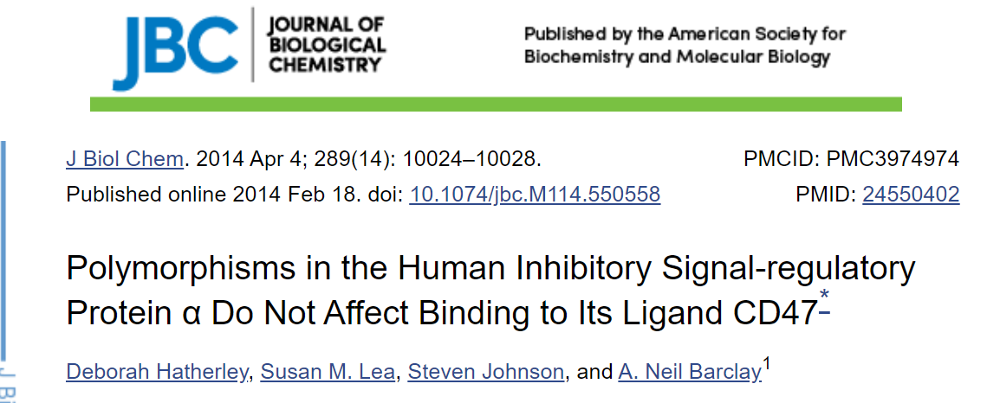 JBC
JOURNAL OF
BIOLOGICAL
CHEMISTRY
Published by the American Society for
Biochemistry and Molecular Biology
J Biol Chem. 2014 Apr 4; 289(14): 10024–10028.
PMCID: PMC3974974
Published online 2014 Feb 18. doi: 10.1074/jbc.M114.550558
PMID: 24550402
Polymorphisms in the Human Inhibitory Signal-regulatory
Protein α Do Not Affect Binding to Its Ligand CD47*
Deborah Hatherley, Susan M. Lea, Steven Johnson, and A. Neil Barclay1